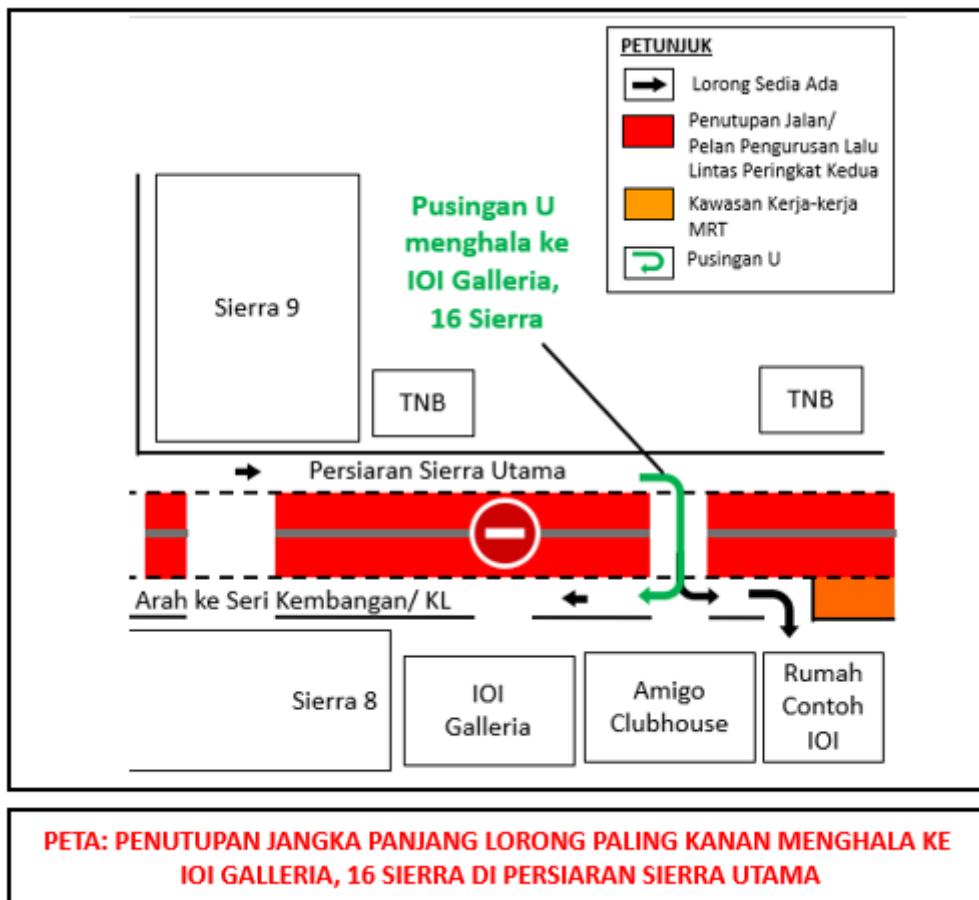 PETUNJUK
Lorong Sedia Ada
Penutupan Jalan/
Pelan Pengurusan Lalu
Lintas Peringkat Kedua
Kawasan Kerja-kerja
MRT
Pusingan U
Pusingan U
menghala ke
IOI Galleria,
16 Sierra
Sierra 9
TNB
TNB
Persiaran Sierra Utama
Arah ke Seri Kembangan/ KL
Sierra 8
IOI
Galleria
Amigo
Clubhouse
Rumah
Contoh
IOI
PETA: PENUTUPAN JANGKA PANJANG LORONG PALING KANAN MENGHALA KE
IOI GALLERIA, 16 SIERRA DI PERSIARAN SIERRA UTAMA